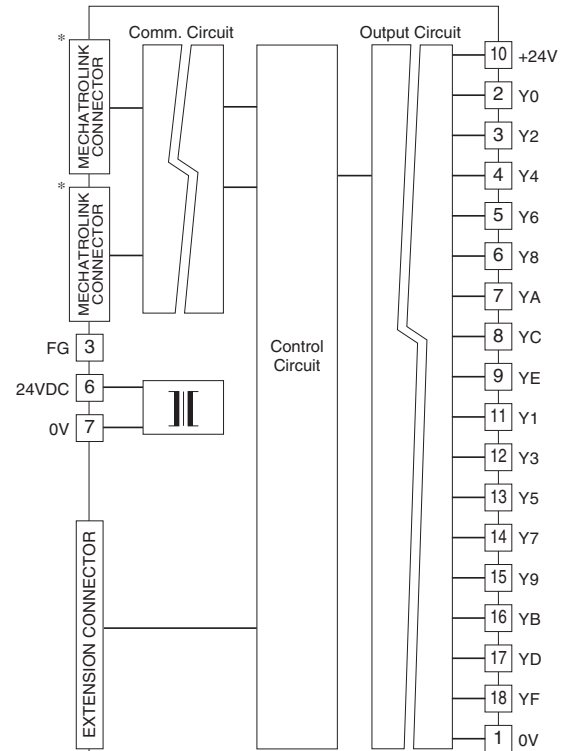 Comm. Circuit
Output Circuit
*
MECHATROLINK
CONNECTOR
*
MECHATROLINK
CONNECTOR
FG 3
24VDC 6
0V 7
EXTENSION CONNECTOR
Control
Circuit
10 +24V
2 Y0
3 Y2
4 Y4
5 Y6
6 Y8
7 YA
8 YC
9 YE
11 Y1
12 Y3
13 Y5
14 Y7
15 Y9
16 YB
17 YD
18 YF
1 0V